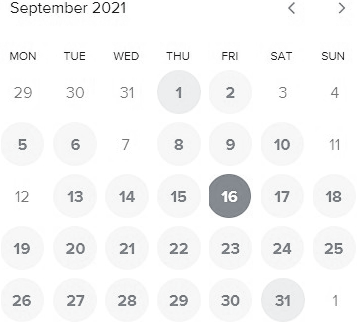 September 2021
MON TUE WED THU FRI SAT SUN
29 30 31 1 2 3 4
5 6 7 8 9 10 11
12 13 14 15 16 17 18
19 20 21 22 23 24 25
26 27 28 29 30 31 1